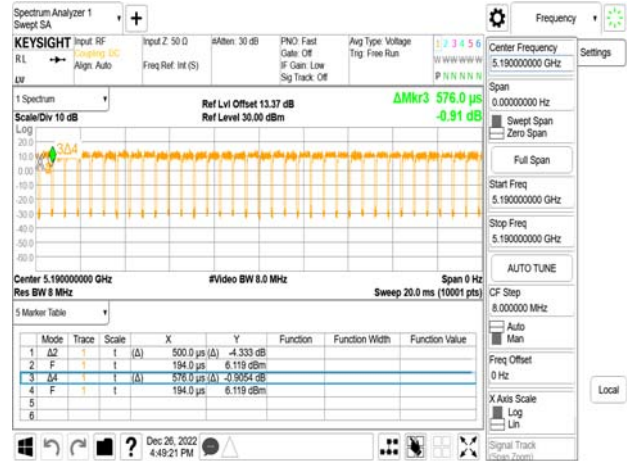 Spectrum Analyzer 1
Swept SA
Frequency
KEYSIGHT
RL
Input: RF
Coupling: DC
Align: Auto
Input Z: 50 Ω
Freq Ref: Int (S)
#Atten: 30 dB
PNO: Fast
Gate: Off
IF Gain: Low
Sig Track: Off
Avg Type: Voltage
Trig: Free Run
1 2 3 4 5 6
W W W W W W
P N N N N N
Settings
Center Frequency
5.190000000 GHz
Span
0.00000000 Hz
Swept Span
Zero Span
Full Span
Start Freq
5.190000000 GHz
Stop Freq
5.190000000 GHz
AUTO TUNE
CF Step
8.000000 MHz
Auto
Man
Freq Offset
0 Hz
X Axis Scale
Log
Lin
Signal Track
(Span Zoom)
Local
1 Spectrum
Scale/Div 10 dB
Ref Lvl Offset 13.37 dB
Ref Level 30.00 dBm
ΔMkr3 576.0 µs
-0.91 dB
Log
20.0
10.0
0.00
-10.0
-20.0
-30.0
-40.0
-50.0
-60.0
3Δ4
Center 5.190000000 GHz
Res BW 8 MHz
#Video BW 8.0 MHz
Span 0 Hz
Sweep 20.0 ms (10001 pts)
5 Marker Table
Mode Trace Scale X Y Function Function Width Function Value
1 Δ2 1 t (Δ) 500.0 µs (Δ) -4.333 dB
2 F 1 t 194.0 µs 6.119 dBm
3 Δ4 1 t (Δ) 576.0 µs (Δ) -0.9054 dB
4 F 1 t 194.0 µs 6.119 dBm
5
6
?
Dec 26, 2022
4:49:21 PM